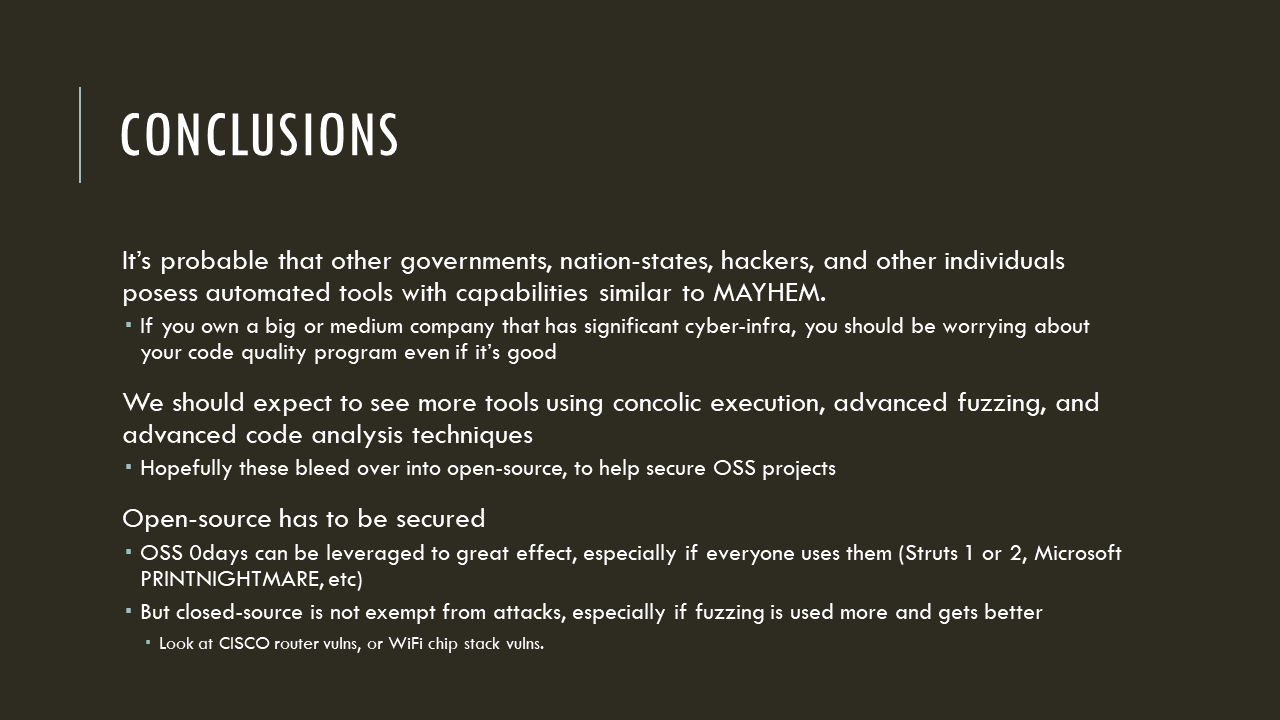 CONCLUSIONS
It’s probable that other governments, nation-states, hackers, and other individuals
posess automated tools with capabilities similar to MAYHEM.
▪ If you own a big or medium company that has significant cyber-infra, you should be worrying about
your code quality program even if it’s good
We should expect to see more tools using concolic execution, advanced fuzzing, and
advanced code analysis techniques
▪ Hopefully these bleed over into open-source, to help secure OSS projects
Open-source has to be secured
▪ OSS 0days can be leveraged to great effect, especially if everyone uses them (Struts 1 or 2, Microsoft
PRINTNIGHTMARE, etc)
▪ But closed-source is not exempt from attacks, especially if fuzzing is used more and gets better
▪ Look at CISCO router vulns, or WiFi chip stack vulns.